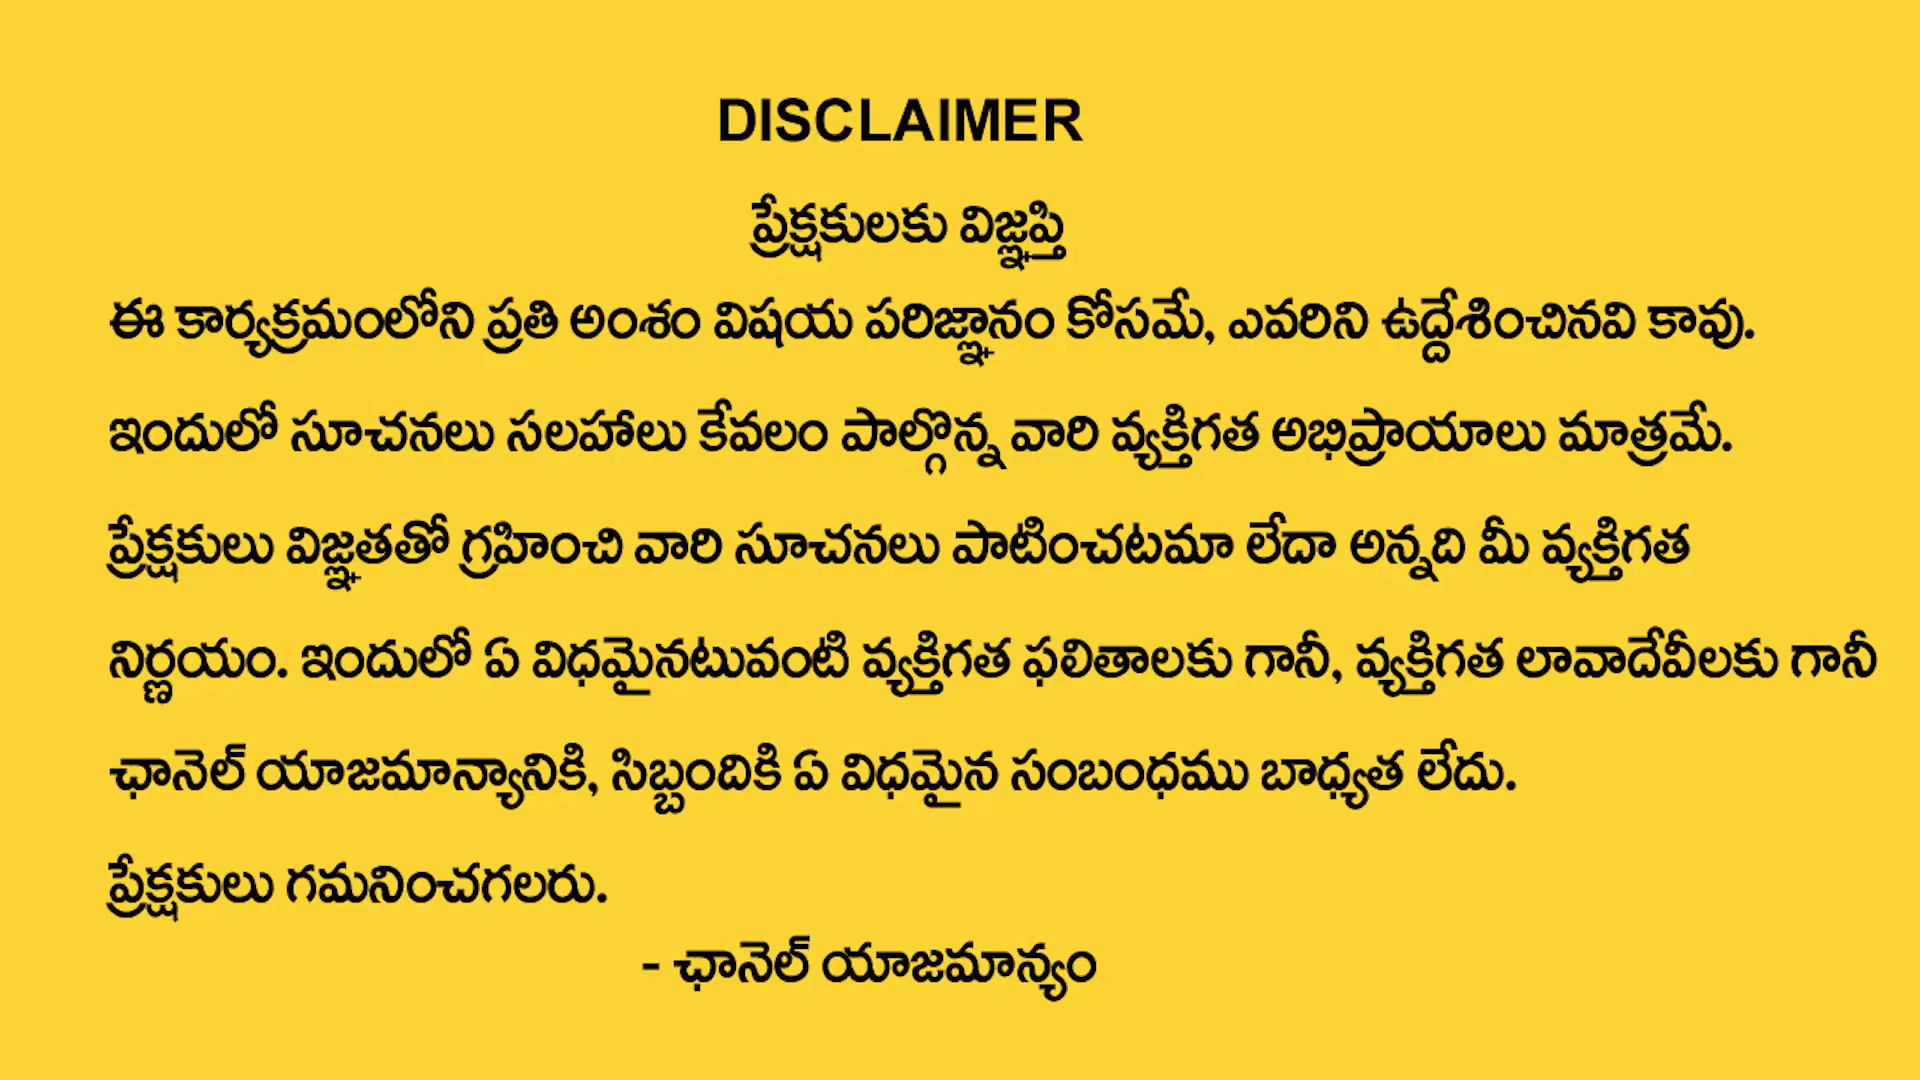 DISCLAIMER
ప్రేక్షకులకు విజ్ఞప్తి
ఈ కార్యక్రమంలోని ప్రతి అంశం విషయ పరిజ్ఞానం కోసమే, ఎవరిని ఉద్దేశించినవి కావు.
ఇందులో సూచనలు సలహాలు కేవలం పాల్గొన్న వారి వ్యక్తిగత అభిప్రాయాలు మాత్రమే.
ప్రేక్షకులు విజ్ఞతతో గ్రహించి వారి సూచనలు పాటించటమా లేదా అన్నది మీ వ్యక్తిగత
నిర్ణయం. ఇందులో ఏ విధమైనటువంటి వ్యక్తిగత ఫలితాలకు గానీ, వ్యక్తిగత లావాదేవీలకు గానీ
ఛానెల్ యాజమాన్యానికి, సిబ్బందికి ఏ విధమైన సంబంధము బాధ్యత లేదు.
ప్రేక్షకులు గమనించగలరు.
- ఛానెల్ యాజమాన్యం